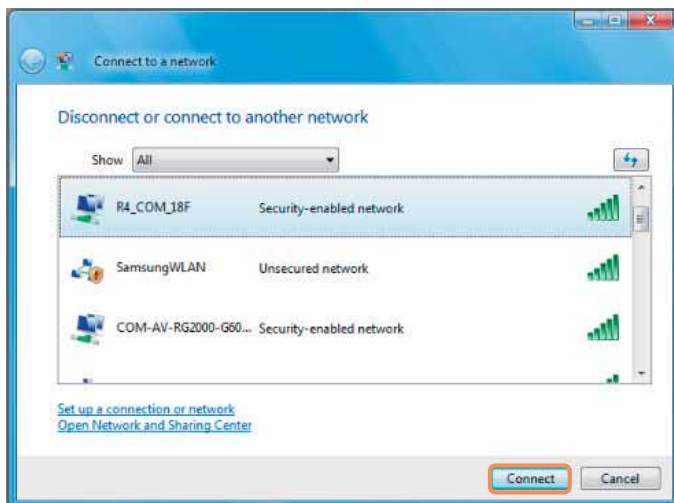 Connect to a network
Disconnect or connect to another network
Show All
R4_COM_18F Security-enabled network
SamsungWLAN Unsecured network
COM-AV-RG2000-G60... Security-enabled network
Set up a connection or network
Open Network and Sharing Center
Connect Cancel